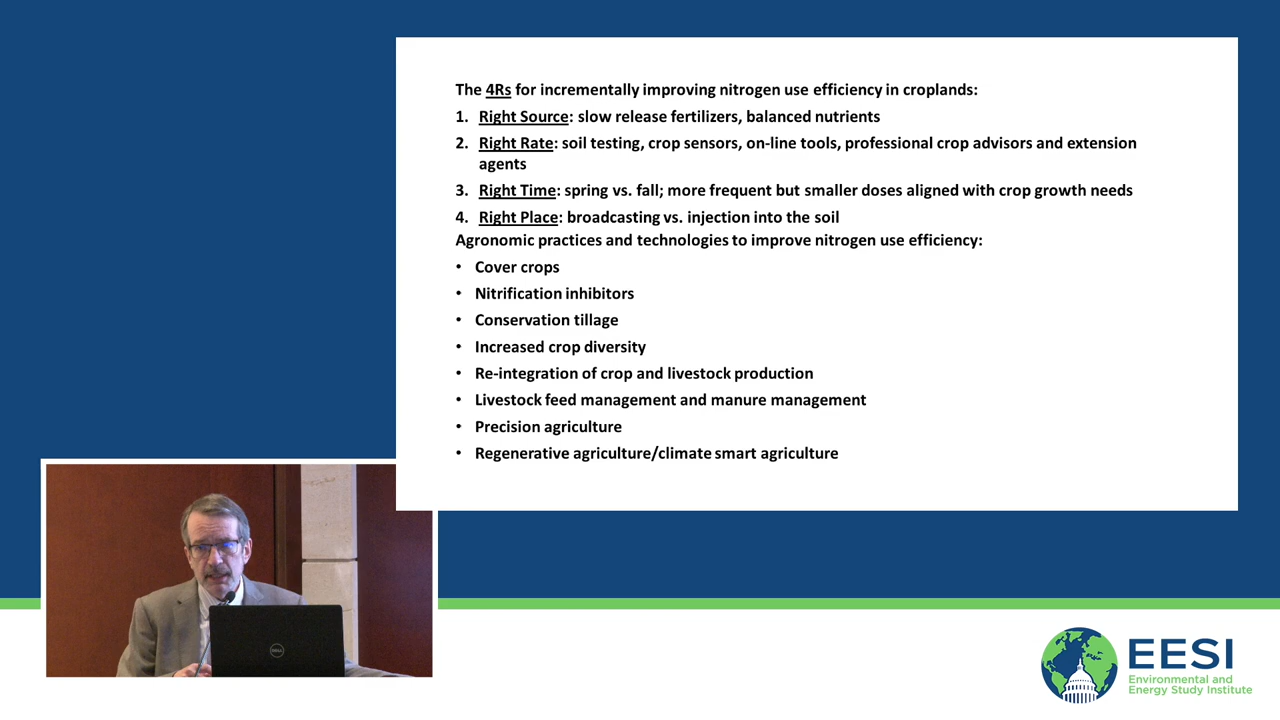 The 4Rs for incrementally improving nitrogen use efficiency in croplands:
1. Right Source: slow release fertilizers, balanced nutrients
2. Right Rate: soil testing, crop sensors, on-line tools, professional crop advisors and extension
agents
3. Right Time: spring vs. fall; more frequent but smaller doses aligned with crop growth needs
4. Right Place: broadcasting vs. injection into the soil
Agronomic practices and technologies to improve nitrogen use efficiency:
• Cover crops
• Nitrification inhibitors
• Conservation tillage
• Increased crop diversity
• Re-integration of crop and livestock production
• Livestock feed management and manure management
• Precision agriculture
• Regenerative agriculture/climate smart agriculture
DELL
EESI
Environmental and
Energy Study Institute